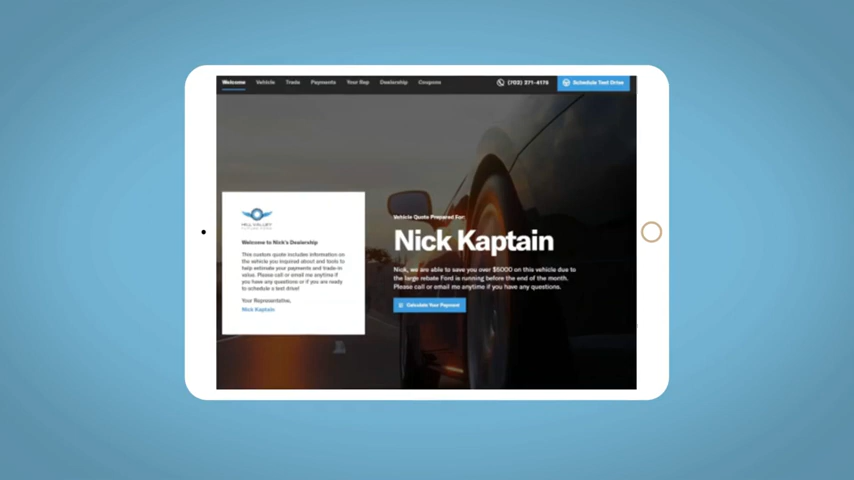 Welcome Vehicle Trade Payments Your Rep Dealership Coupons (702) 271-4175 Schedule Test Drive
Vehicle Quote Prepared For:
Nick Kaptain
Nick, we are able to save you over $6000 on this vehicle due to
the large rebate Ford is running before the end of the month.
Please call or email me anytime if you have any questions.
Calculate Your Payment
HILL VALLEY
Welcome to Nick's Dealership
This custom quote includes information on
the vehicle you inquired about and tools to
help estimate your payments and trade-in
value. Please call or email me anytime if
you have any questions or if you are ready
to schedule a test drive!
Your Representative,
Nick Kaptain